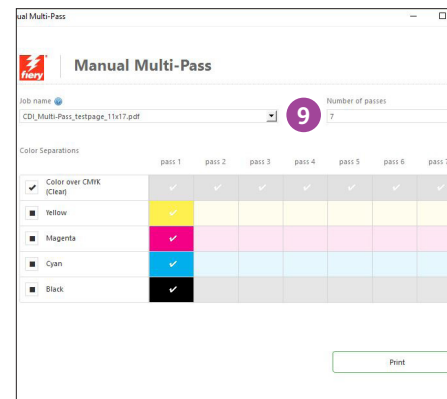 ual Multi-Pass
fiery
Manual Multi-Pass
Job name
Number of passes
CDI_Multi-Pass_testpage_11x17.pdf
9
7
Color Separations
pass 1 pass 2 pass 3 pass 4 pass 5 pass 6 pass 7
Color over CMYK
(Clear)
Yellow
Magenta
Cyan
Black
Print